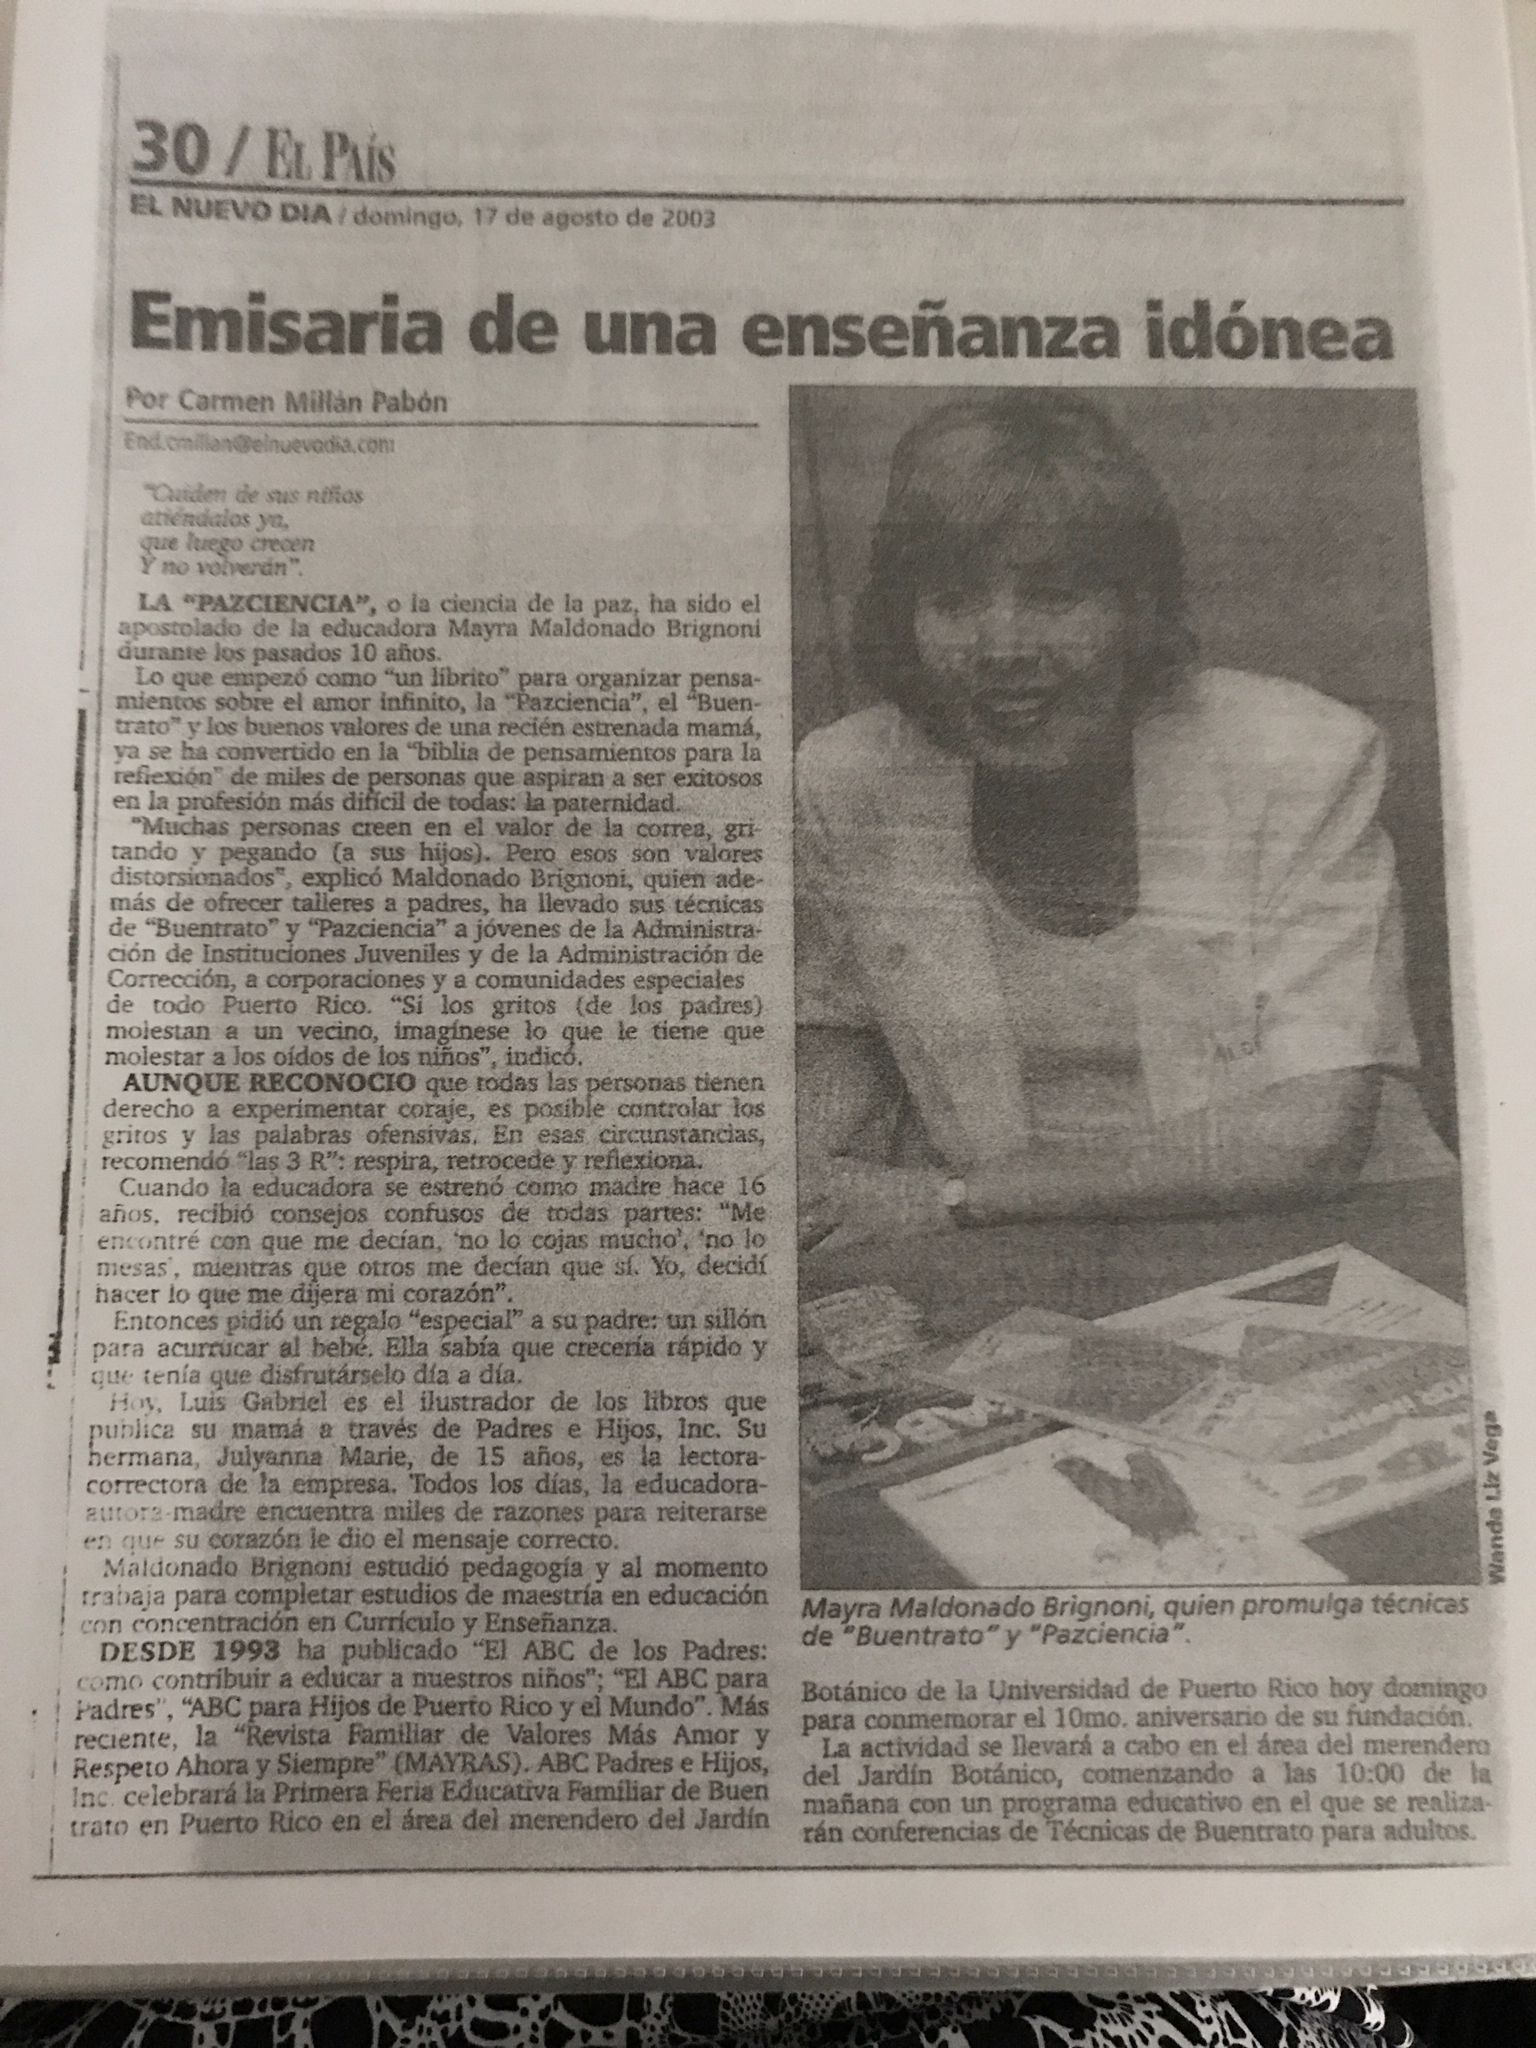 30 / EL PAÍS
EL NUEVO DIA / domingo, 17 de agosto de 2003
Emisaria de una enseñanza idónea
Por Carmen Millán Pabón
End.cmillan@elnuevodia.com
"Cuiden de sus niños
atiéndalos ya,
que luego crecen
Y no volverán".
LA "PAZCIENCIA", o la ciencia de la paz, ha sido el
apostolado de la educadora Mayra Maldonado Brignoni
durante los pasados 10 años.
Lo que empezó como "un librito" para organizar pensa-
mientos sobre el amor infinito, la "Pazciencia", el "Buen-
trato" y los buenos valores de una recién estrenada mamá,
ya se ha convertido en la "biblia de pensamientos para la
reflexión" de miles de personas que aspiran a ser exitosos
en la profesión más difícil de todas: la paternidad.
"Muchas personas creen en el valor de la correa, gri-
tando y pegando (a sus hijos). Pero esos son valores
distorsionados", explicó Maldonado Brignoni, quien ade-
más de ofrecer talleres a padres, ha llevado sus técnicas
de "Buentrato" y "Pazciencia" a jóvenes de la Administra-
ción de Instituciones Juveniles y de la Administración de
Corrección, a corporaciones y a comunidades especiales
de todo Puerto Rico. "Si los gritos (de los padres)
molestan a un vecino, imagínese lo que le tiene que
molestar a los oídos de los niños", indicó.
AUNQUE RECONOCIO que todas las personas tienen
derecho a experimentar coraje, es posible controlar los
gritos y las palabras ofensivas. En esas circunstancias,
recomendó "las 3 R": respira, retrocede y reflexiona.
Cuando la educadora se estrenó como madre hace 16
años, recibió consejos confusos de todas partes: "Me
encontré con que me decían, 'no lo cojas mucho', 'no lo
mesas', mientras que otros me decían que sí. Yo, decidí
hacer lo que me dijera mi corazón".
Entonces pidió un regalo "especial" a su padre: un sillón
para acurrucar al bebé. Ella sabía que crecería rápido y
que tenía que disfrutárselo día a día.
Hoy, Luis Gabriel es el ilustrador de los libros que
publica su mamá a través de Padres e Hijos, Inc. Su
hermana, Julyanna Marie, de 15 años, es la lectora-
correctora de la empresa. Todos los días, la educadora-
autora-madre encuentra miles de razones para reiterarse
en que su corazón le dio el mensaje correcto.
Maldonado Brignoni estudió pedagogía y al momento
trabaja para completar estudios de maestría en educación
con concentración en Currículo y Enseñanza.
DESDE 1993 ha publicado "El ABC de los Padres:
como contribuir a educar a nuestros niños"; "El ABC para
Padres", "ABC para Hijos de Puerto Rico y el Mundo". Más
reciente, la "Revista Familiar de Valores Más Amor y
Respeto Ahora y Siempre" (MAYRAS). ABC Padres e Hijos,
Inc. celebrará la Primera Feria Educativa Familiar de Buen
trato en Puerto Rico en el área del merendero del Jardín
Wanda Liz Vega
Mayra Maldonado Brignoni, quien promulga técnicas
de "Buentrato" y "Pazciencia".
Botánico de la Universidad de Puerto Rico hoy domingo
para conmemorar el 10mo. aniversario de su fundación.
La actividad se llevará a cabo en el área del merendero
del Jardín Botánico, comenzando a las 10:00 de la
mañana con un programa educativo en el que se realiza-
rán conferencias de Técnicas de Buentrato para adultos.